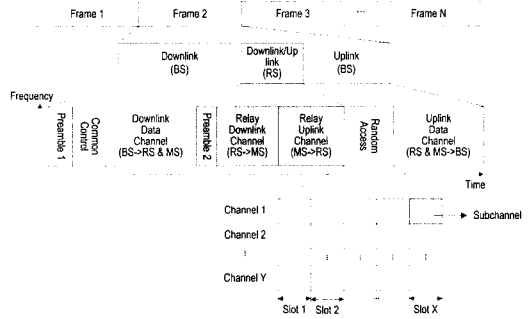 Frame 1 Frame 2 Frame 3 ... Frame N
Downlink
(BS)
Downlink/Up
link
(RS)
Uplink
(BS)
Frequency
Preamble 1
Common
Control
Downlink
Data
Channel
(BS->RS & MS)
Preamble 2
Relay
Downlink
Channel
(RS->MS)
Relay
Uplink
Channel
(MS->RS)
Random
Access
Uplink
Data
Channel
(RS & MS->BS)
Time
Channel 1
Subchannel
Channel 2
Channel Y
Slot 1 Slot 2 ... Slot X